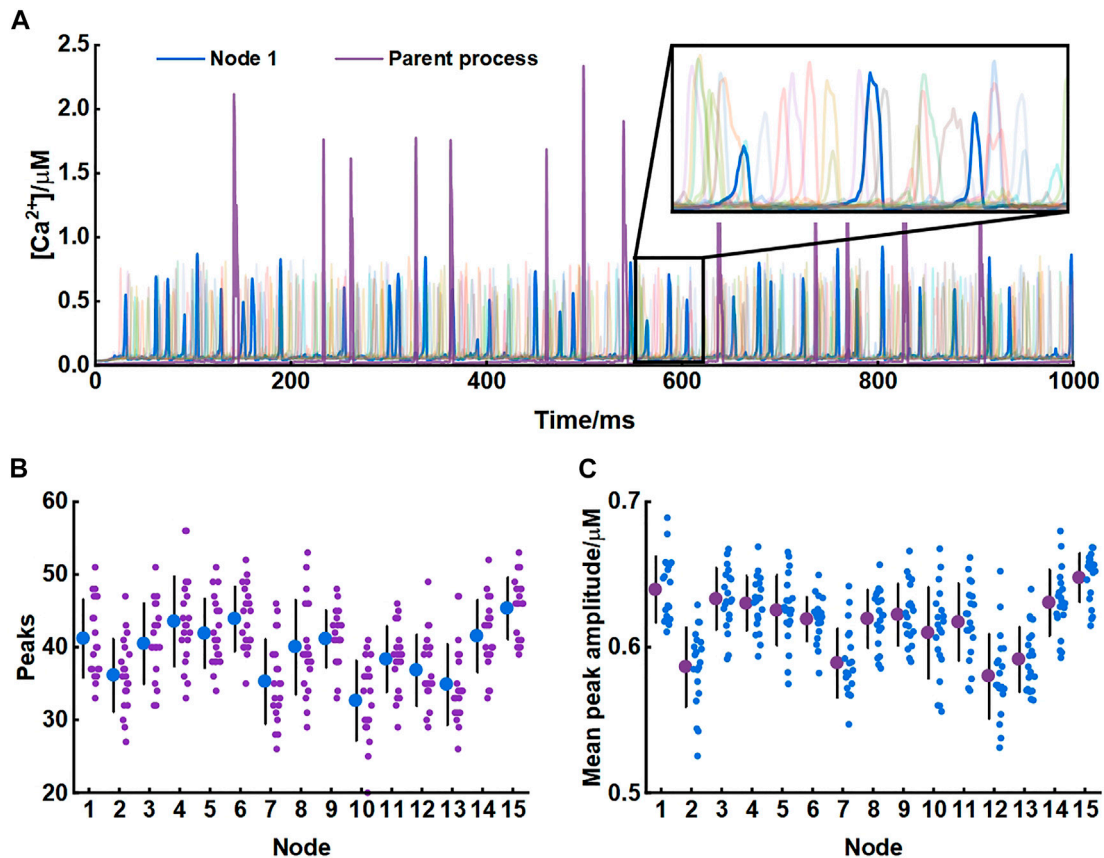 A
Node 1
Parent process
2.5
2.0
1.5
1.0
0.5
0.0
[Ca2+]/μM
0 200 400 600 800 1000
Time/ms
B
60
50
40
30
20
Peaks
1 2 3 4 5 6 7 8 9 10 11 12 13 14 15
Node
C
0.7
0.6
0.5
Mean peak amplitude/μM
1 2 3 4 5 6 7 8 9 10 11 12 13 14 15
Node